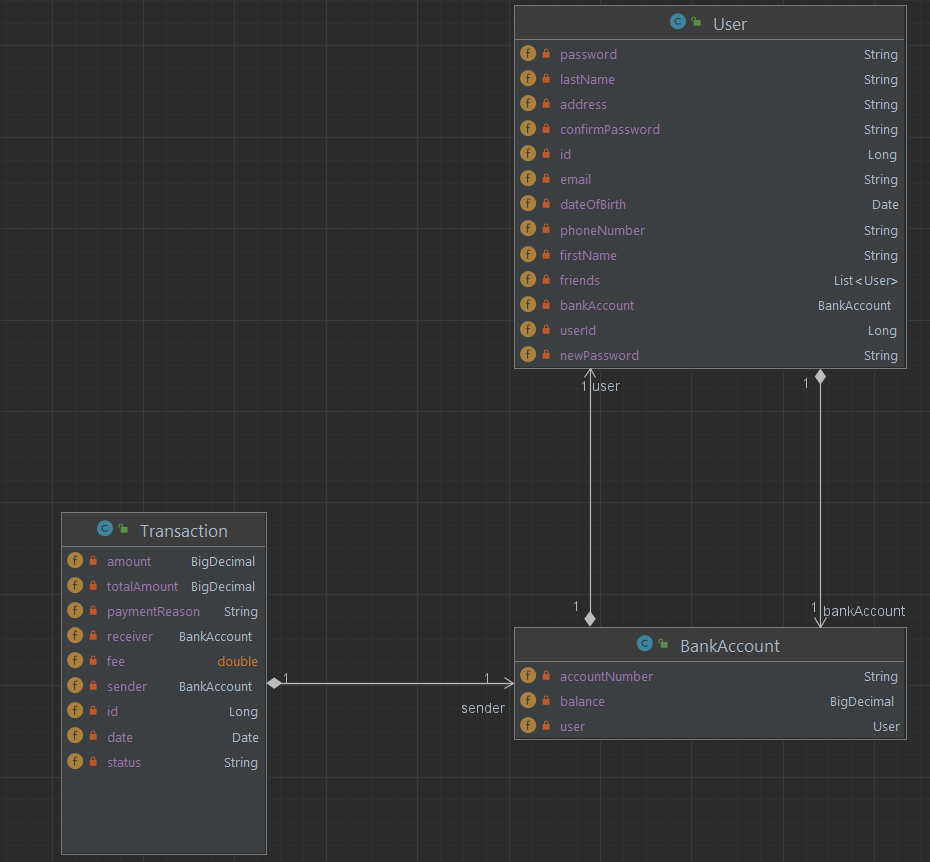 User
password String
lastName String
address String
confirmPassword String
id Long
email String
dateOfBirth Date
phoneNumber String
firstName String
friends List<User>
bankAccount BankAccount
userId Long
newPassword String
1 user
1
Transaction
amount BigDecimal
totalAmount BigDecimal
paymentReason String
receiver BankAccount
fee double
sender BankAccount
id Long
date Date
status String
1
1
sender
1
1 bankAccount
BankAccount
accountNumber String
balance BigDecimal
user User